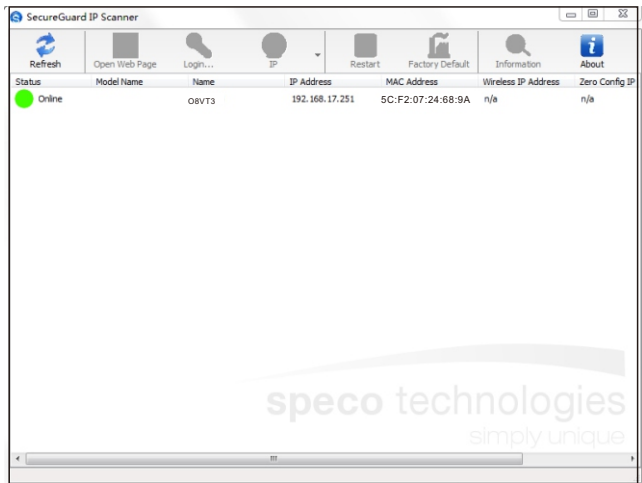 SecureGuard IP Scanner
Refresh Open Web Page Login... IP Restart Factory Default Information About
Status Model Name Name IP Address MAC Address Wireless IP Address Zero Config IP
Online O8VT3 192.168.17.251 5C:F2:07:24:68:9A n/a n/a
speco technologies
simply unique